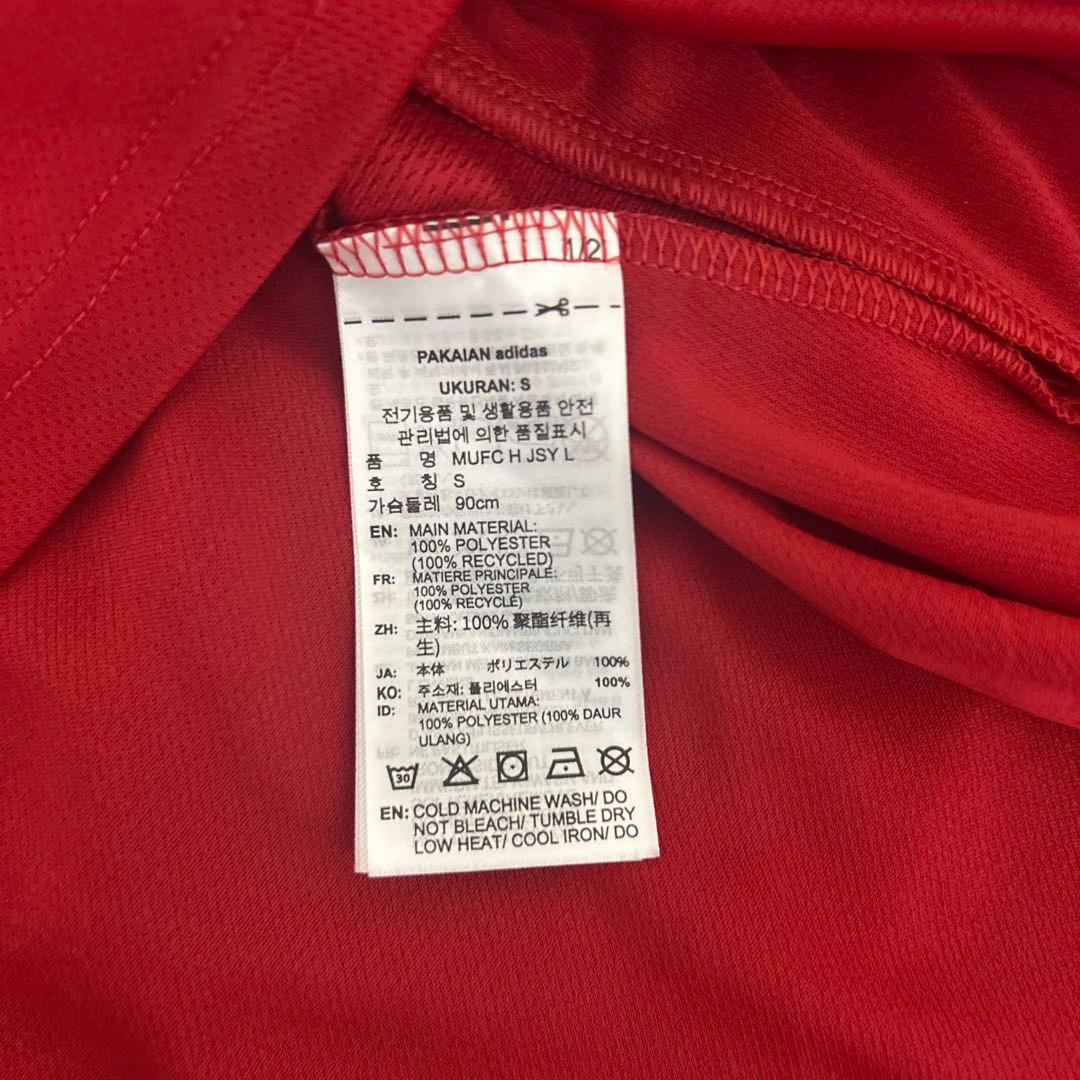 1/2
PAKAIAN adidas
UKURAN: S
전기용품 및 생활용품 안전
관리법에 의한 품질표시
품 명 MUFC H JSY L
호 칭 S
가슴둘레 90cm
EN: MAIN MATERIAL:
100% POLYESTER
(100% RECYCLED)
FR: MATIERE PRINCIPALE:
100% POLYESTER
(100% RECYCLÉ)
ZH: 主料: 100% 聚酯纤维(再
生)
JA: 本体 ポリエステル 100%
KO: 주소재: 폴리에스터 100%
ID: MATERIAL UTAMA:
100% POLYESTER (100% DAUR
ULANG)
30
EN: COLD MACHINE WASH/ DO
NOT BLEACH/ TUMBLE DRY
LOW HEAT/ COOL IRON/ DO